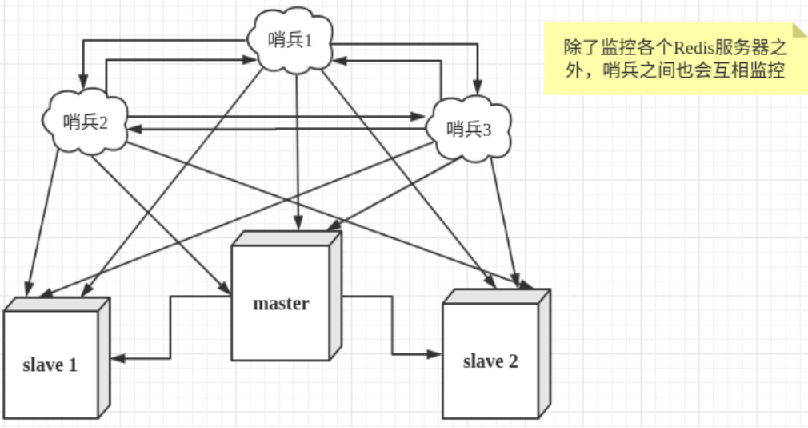 哨兵1
除了监控各个Redis服务器之
外，哨兵之间也会互相监控
哨兵2
哨兵3
master
slave 1
slave 2